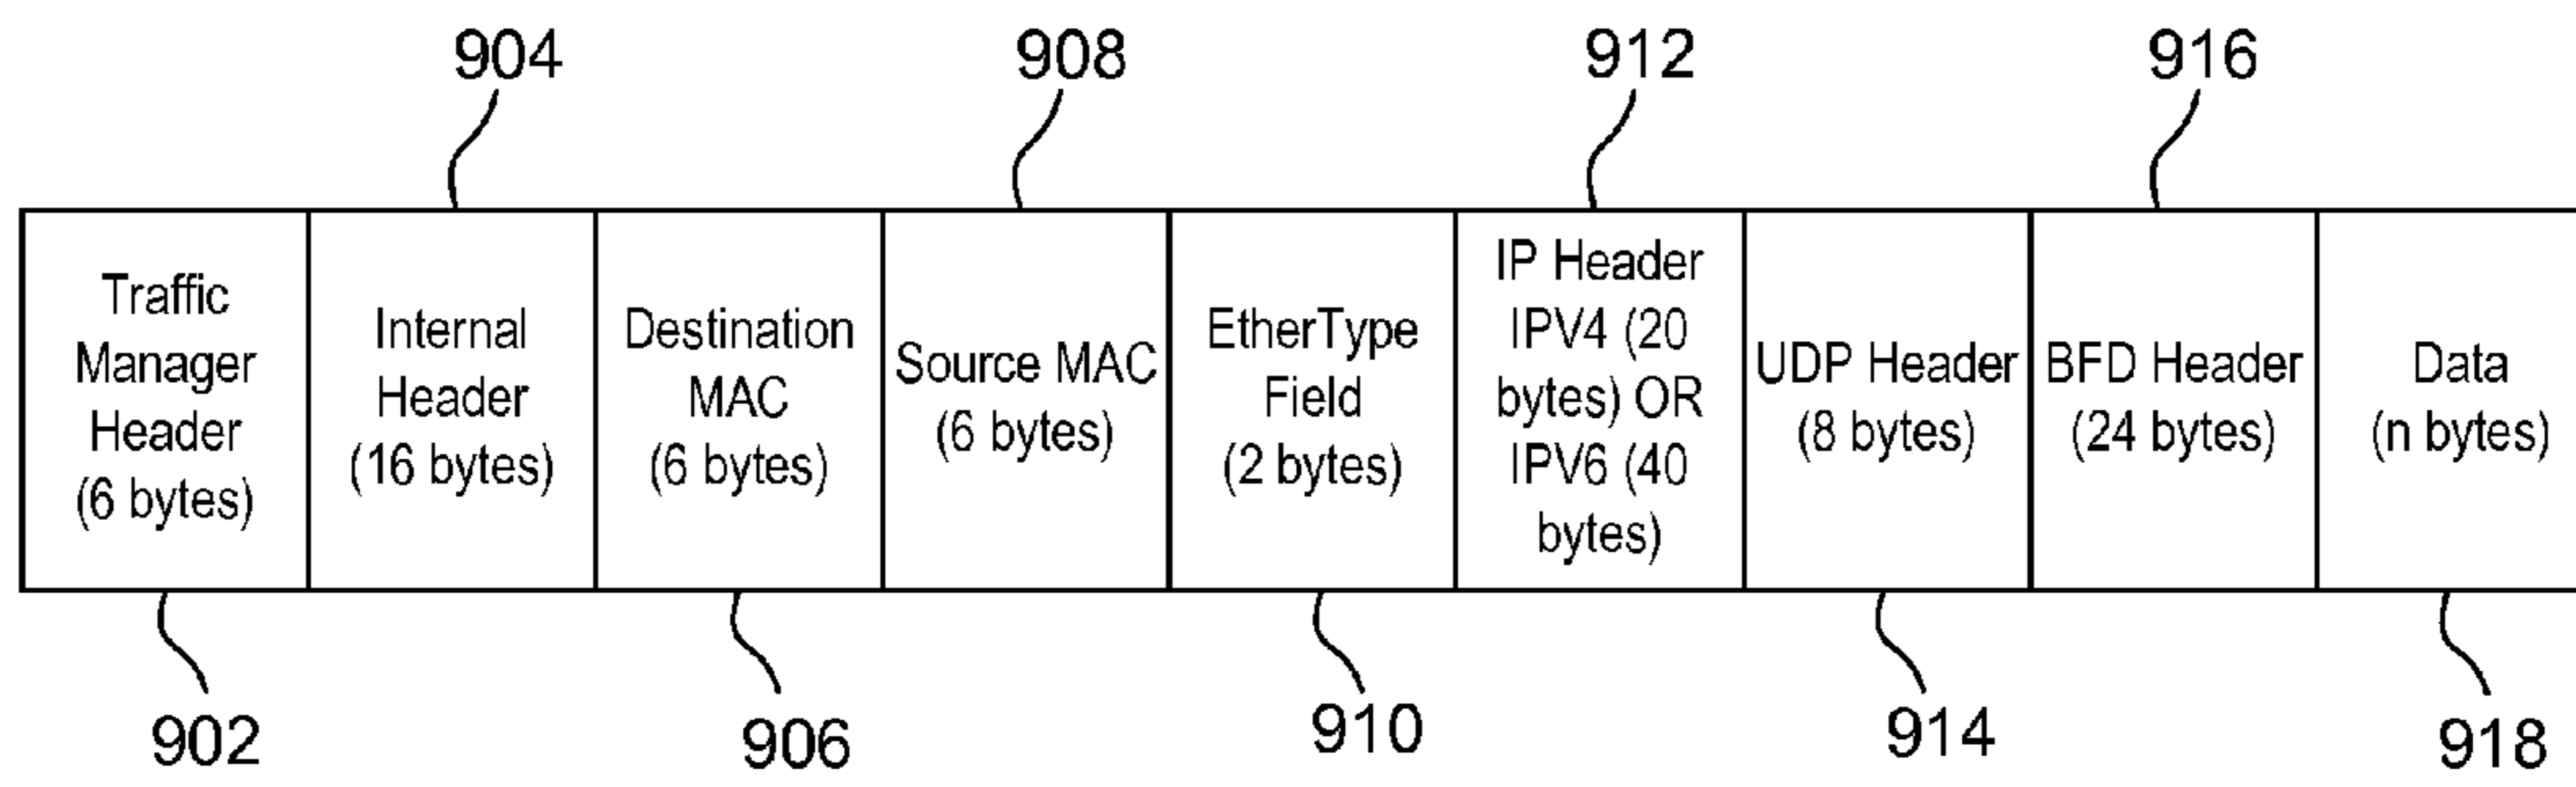 904
908
912
916
Traffic
Manager
Header
(6 bytes)
Internal
Header
(16 bytes)
Destination
MAC
(6 bytes)
Source MAC
(6 bytes)
EtherType
Field
(2 bytes)
IP Header
IPV4 (20
bytes) OR
IPV6 (40
bytes)
UDP Header
(8 bytes)
BFD Header
(24 bytes)
Data
(n bytes)
902
906
910
914
918